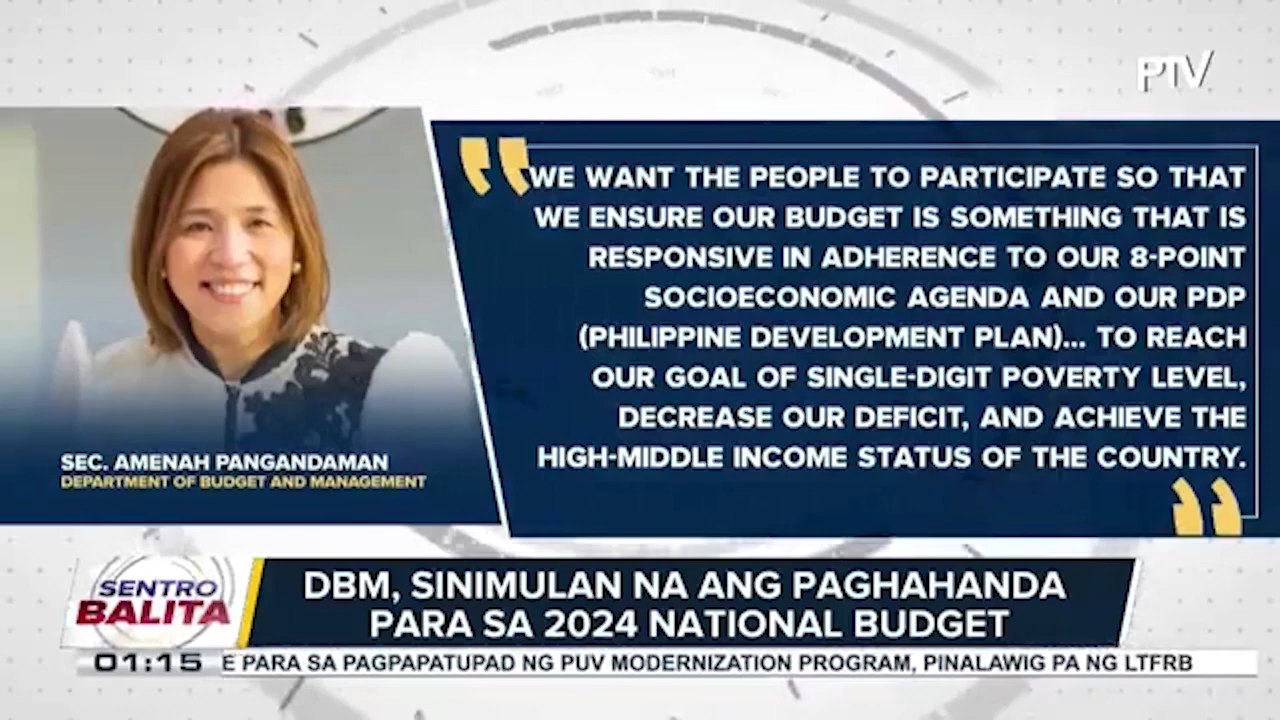 PTV
WE WANT THE PEOPLE TO PARTICIPATE SO THAT
WE ENSURE OUR BUDGET IS SOMETHING THAT IS
RESPONSIVE IN ADHERENCE TO OUR 8-POINT
SOCIOECONOMIC AGENDA AND OUR PDP
(PHILIPPINE DEVELOPMENT PLAN)... TO REACH
OUR GOAL OF SINGLE-DIGIT POVERTY LEVEL,
DECREASE OUR DEFICIT, AND ACHIEVE THE
HIGH-MIDDLE INCOME STATUS OF THE COUNTRY.
SEC. AMENAH PANGANDAMAN
DEPARTMENT OF BUDGET AND MANAGEMENT
SENTRO
BALITA
DBM, SINIMULAN NA ANG PAGHAHANDA
PARA SA 2024 NATIONAL BUDGET
01:15
E PARA SA PAGPAPATUPAD NG PUV MODERNIZATION PROGRAM, PINALAWIG PA NG LTFRB